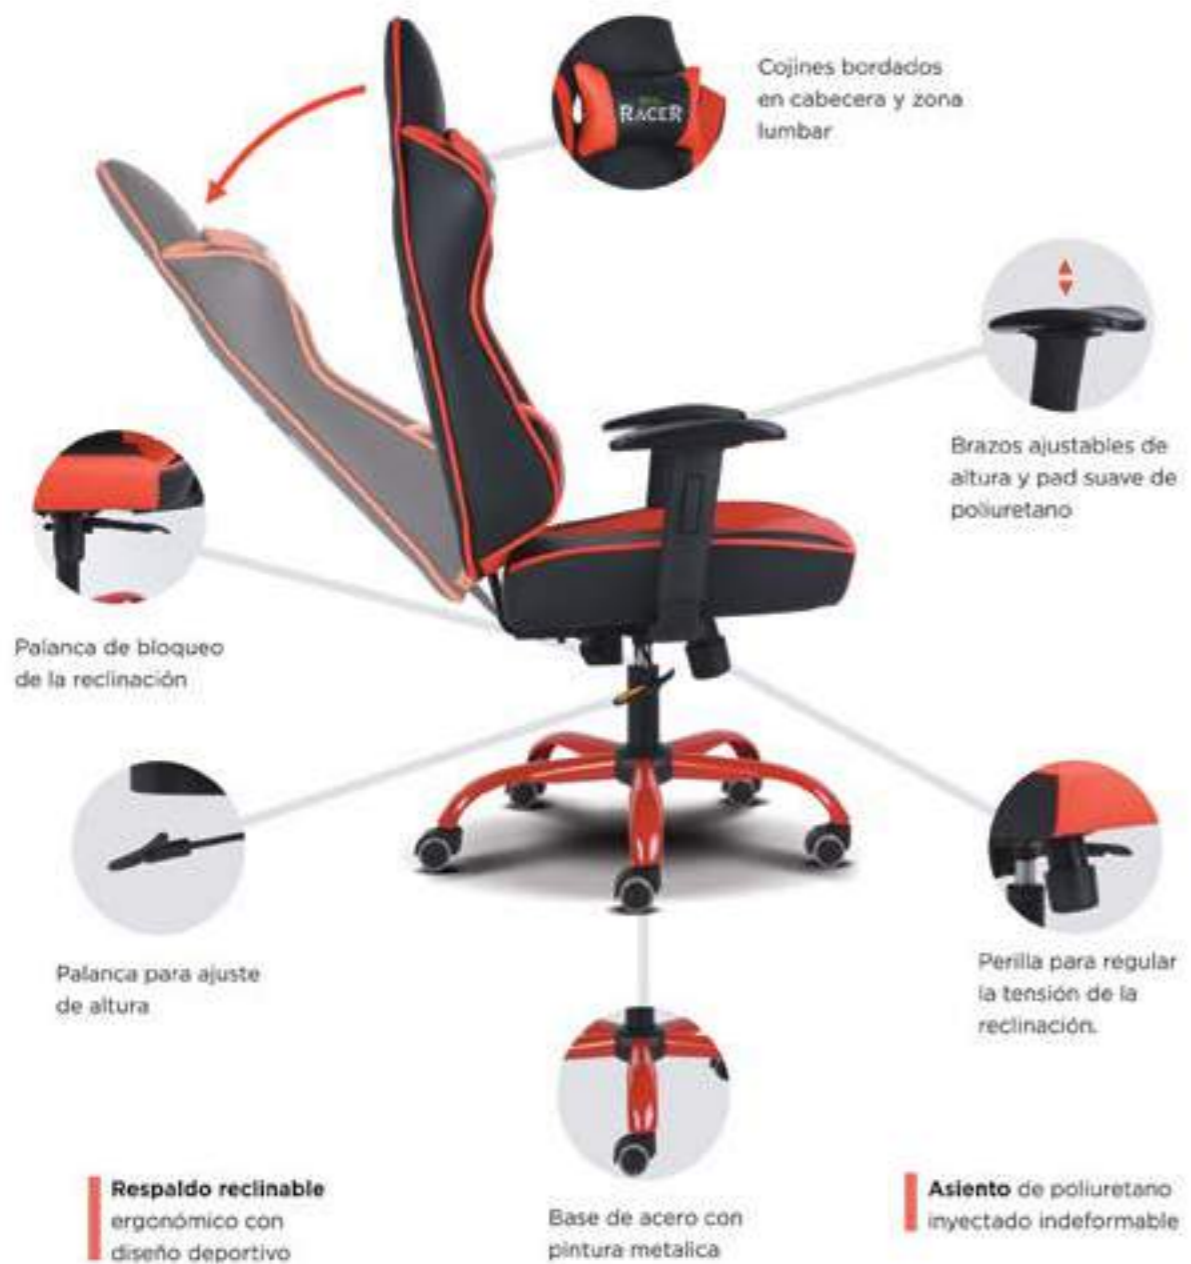 Cojines bordados
en cabecera y zona
lumbar
RACER
Brazos ajustables de
altura y pad suave de
poliuretano
Palanca de bloqueo
de la reclinación
Palanca para ajuste
de altura
Perilla para regular
la tensión de la
reclinación.
Base de acero con
pintura metalica
Respaldo reclinable
ergonómico con
diseño deportivo
Asiento de poliuretano
inyectado indeformable